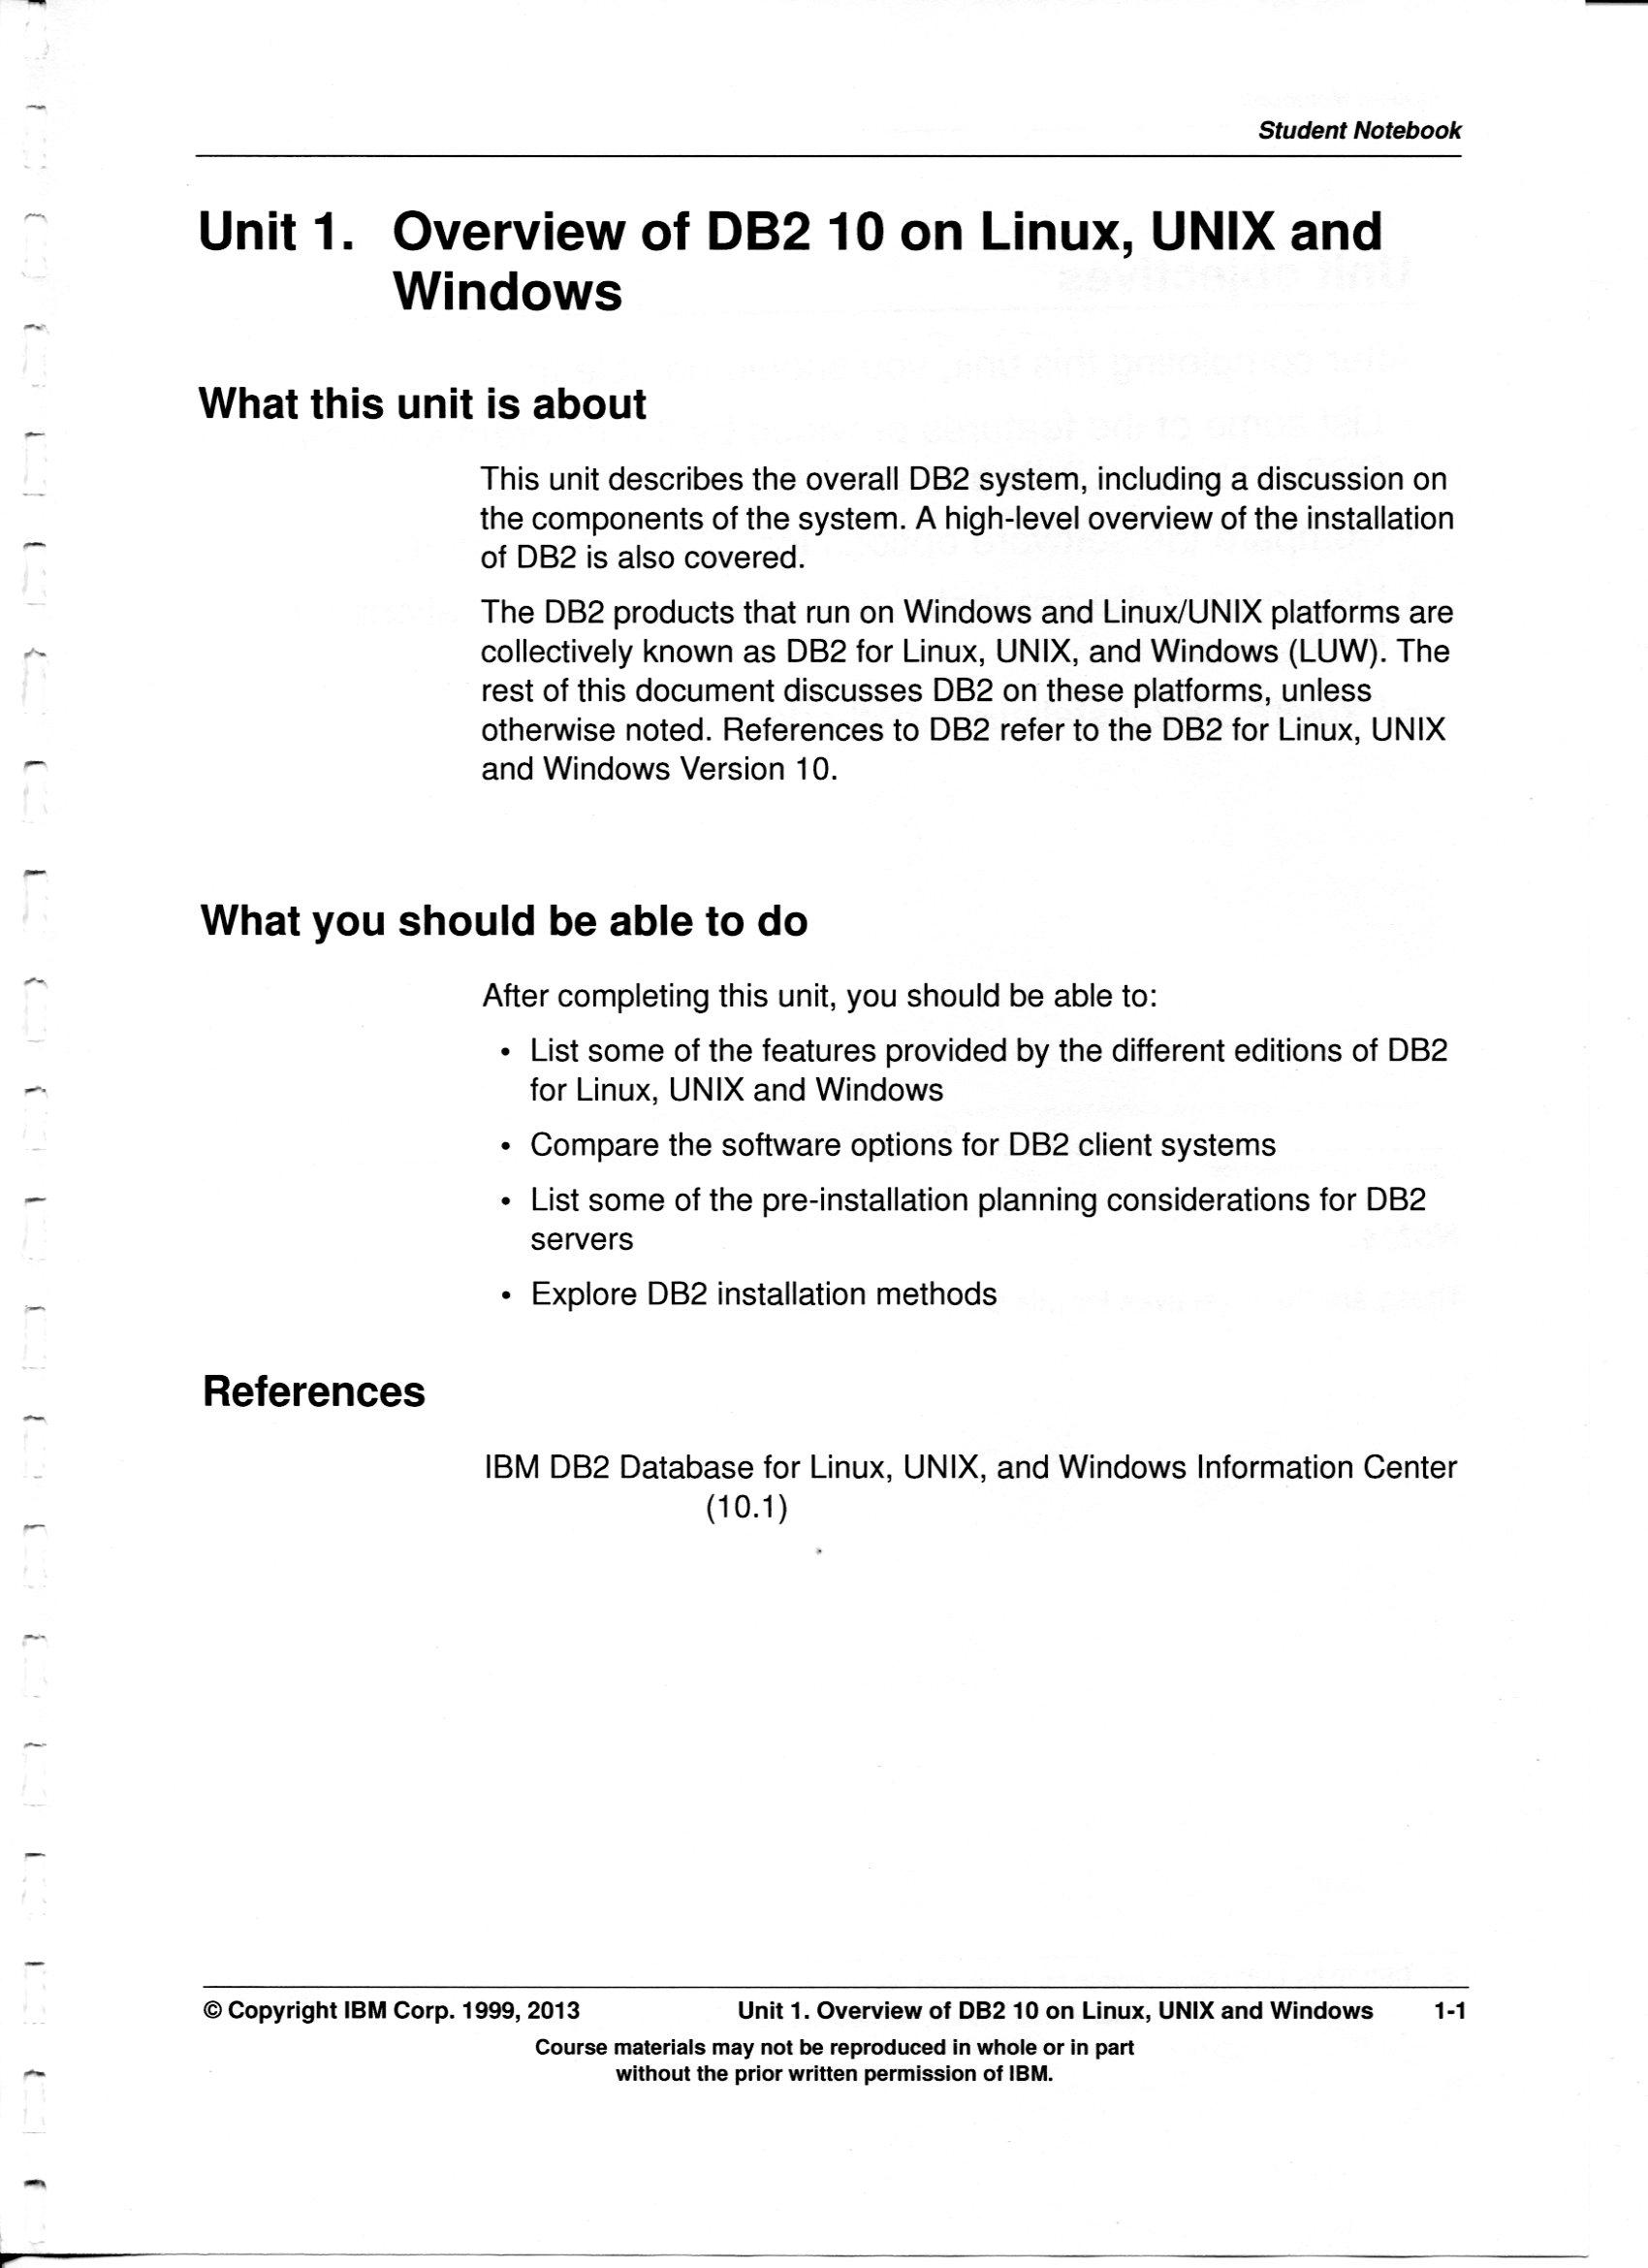 Student Notebook
Unit 1. Overview of DB2 10 on Linux, UNIX and
Windows
What this unit is about
This unit describes the overall DB2 system, including a discussion on
the components of the system. A high-level overview of the installation
of DB2 is also covered.
The DB2 products that run on Windows and Linux/UNIX platforms are
collectively known as DB2 for Linux, UNIX, and Windows (LUW). The
rest of this document discusses DB2 on these platforms, unless
otherwise noted. References to DB2 refer to the DB2 for Linux, UNIX
and Windows Version 10.
What you should be able to do
After completing this unit, you should be able to:
• List some of the features provided by the different editions of DB2
for Linux, UNIX and Windows
• Compare the software options for DB2 client systems
• List some of the pre-installation planning considerations for DB2
servers
• Explore DB2 installation methods
References
IBM DB2 Database for Linux, UNIX, and Windows Information Center
(10.1)
© Copyright IBM Corp. 1999, 2013 Unit 1. Overview of DB2 10 on Linux, UNIX and Windows 1-1
Course materials may not be reproduced in whole or in part
without the prior written permission of IBM.